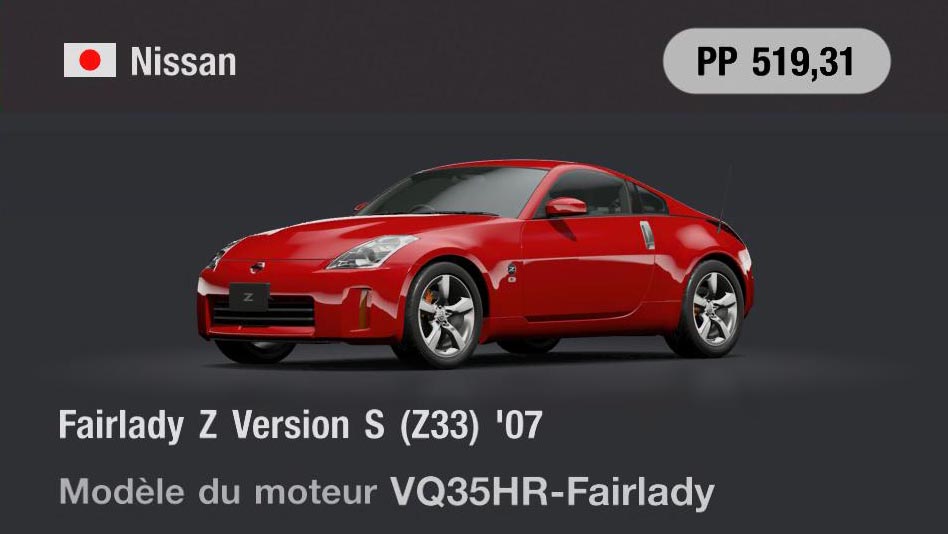 Nissan
PP 519,31
Z
Fairlady Z Version S (Z33) '07
Modèle du moteur VQ35HR-Fairlady